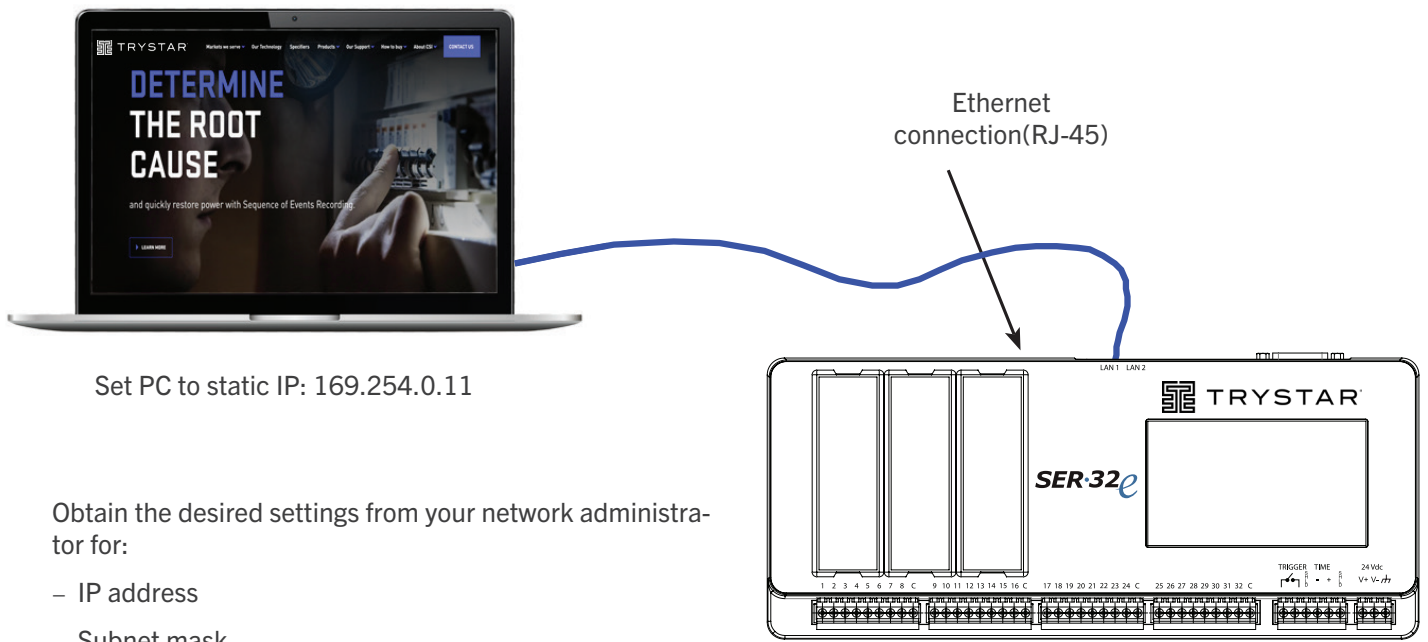 TRYSTAR
Markets we serve Our Technology Specifiers Products Our Support How to buy About CSI CONTACT US
DETERMINE
THE ROOT
CAUSE
and quickly restore power with Sequence of Events Recording.
LEARN MORE
Ethernet
connection(RJ-45)
Set PC to static IP: 169.254.0.11
LAN 1 LAN 2
TRYSTAR
SER·32e
TRIGGER TIME 24 Vdc
- + V+ V-
1 2 3 4 5 6 7 8 C 9 10 11 12 13 14 15 16 C 17 18 19 20 21 22 23 24 C 25 26 27 28 29 30 31 32 C
Obtain the desired settings from your network administra-
tor for:
– IP address
Subnet mask